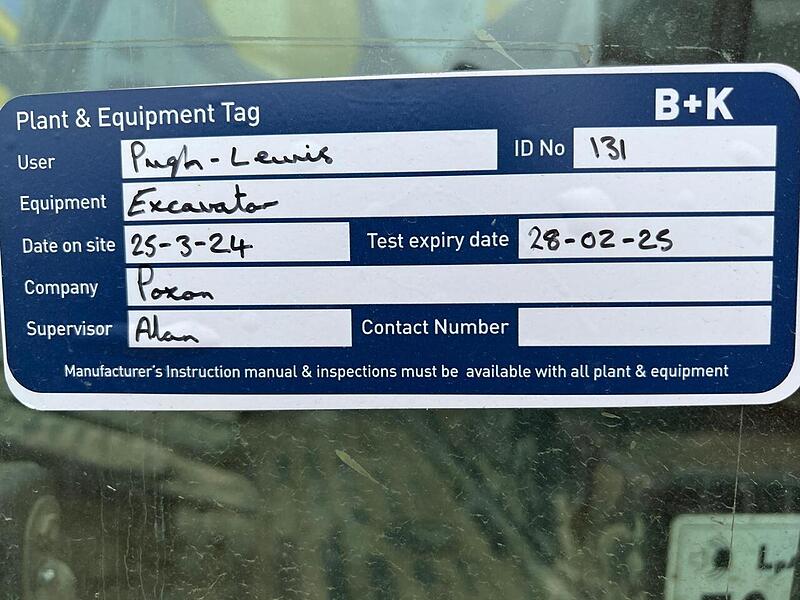 B+K
Plant & Equipment Tag
User Pugh-Lewis ID No 131
Equipment Excavator
Date on site 25-3-24 Test expiry date 28-02-25
Company Poxon
Supervisor Alan Contact Number
Manufacturer's Instruction manual & inspections must be available with all plant & equipment